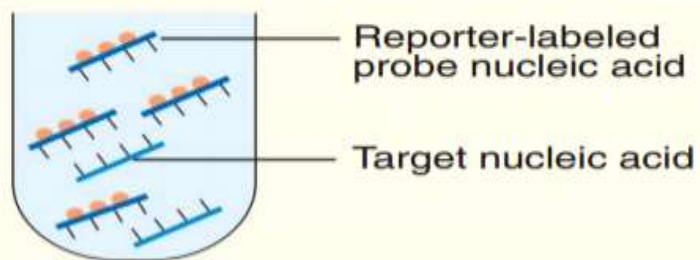 Reporter-labeled
probe nucleic acid
Target nucleic acid